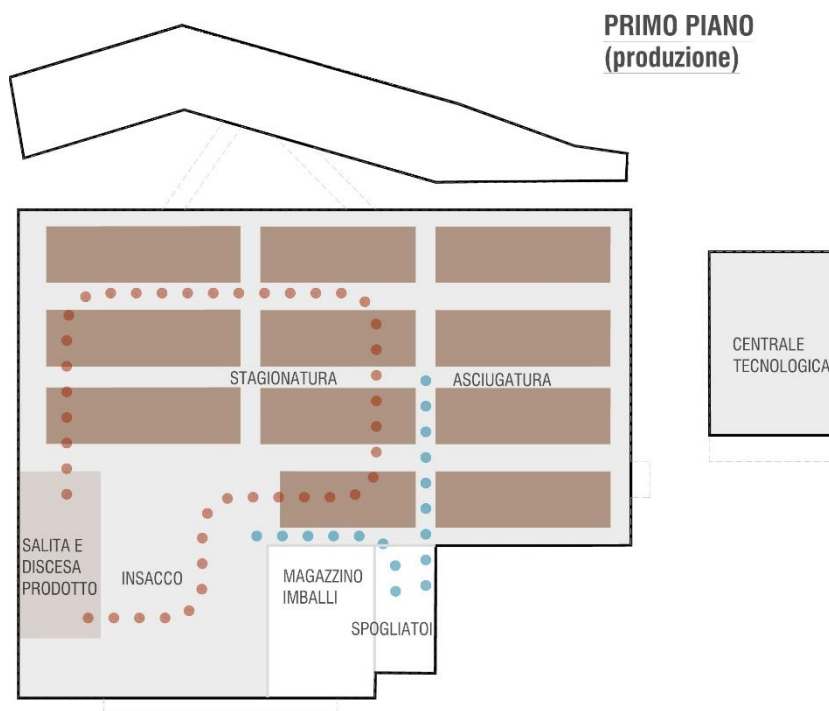 PRIMO PIANO
(produzione)
CENTRALE
TECNOLOGICA
STAGIONATURA
ASCIUGATURA
SALITA E
DISCESA
PRODOTTO
INSACCO
MAGAZZINO
IMBALLI
SPOGLIATOI